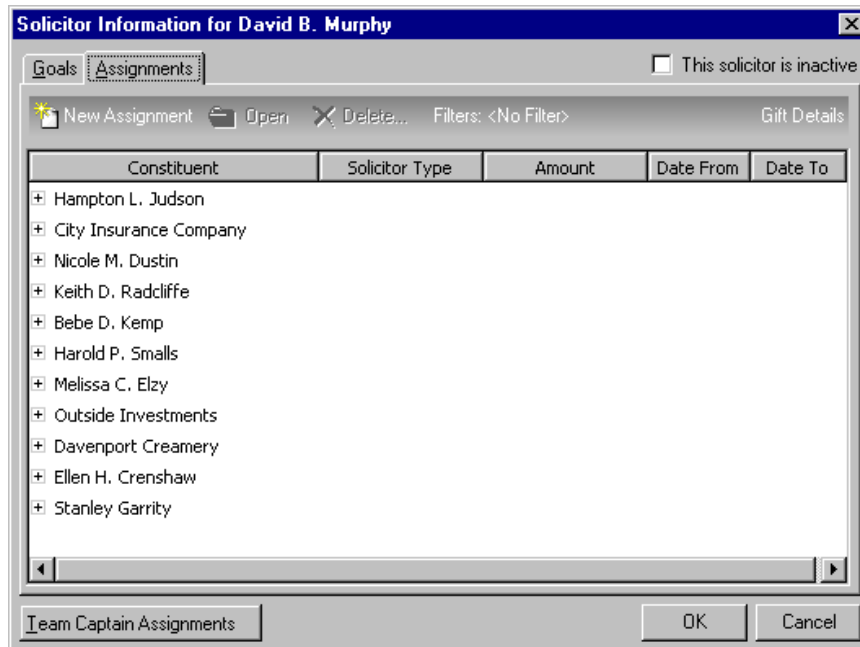 Solicitor Information for David B. Murphy
Goals Assignments This solicitor is inactive
New Assignment Open Delete... Filters: <No Filter> Gift Details
Constituent Solicitor Type Amount Date From Date To
Hampton L. Judson
City Insurance Company
Nicole M. Dustin
Keith D. Radcliffe
Bebe D. Kemp
Harold P. Smalls
Melissa C. Elzy
Outside Investments
Davenport Creamery
Ellen H. Crenshaw
Stanley Garrity
Team Captain Assignments OK Cancel